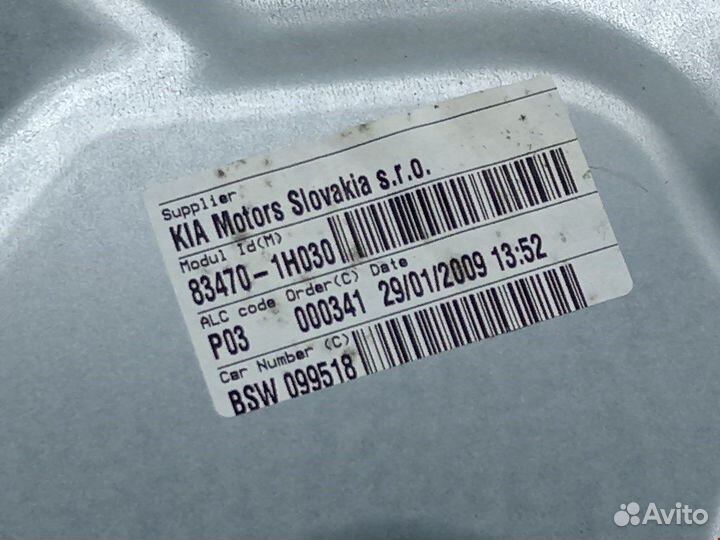 Supplier
KIA Motors Slovakia s.r.o.
Modul Id(M)
83470-1H030
ALC code Order(C) Date
P03 000341 29/01/2009 13:52
Car Number (C)
BSW 099518
Avito